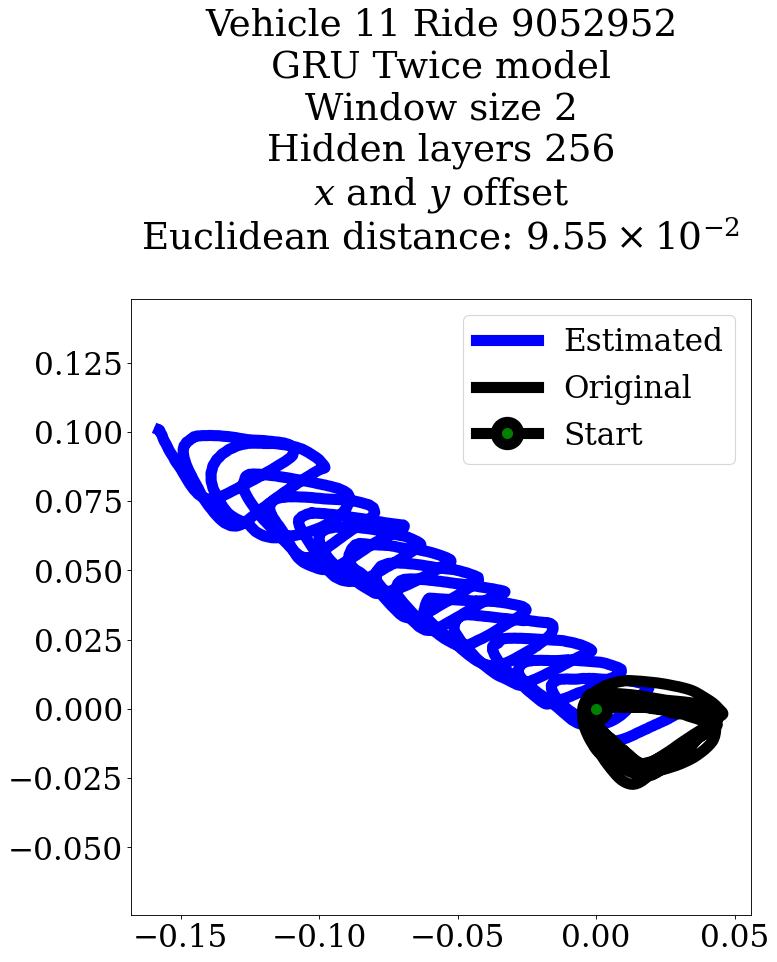 Vehicle 11 Ride 9052952
GRU Twice model
Window size 2
Hidden layers 256
x and y offset
Euclidean distance: 9.55 × 10⁻²
Estimated
Original
Start
0.125
0.100
0.075
0.050
0.025
0.000
−0.025
−0.050
−0.15 −0.10 −0.05 0.00 0.05